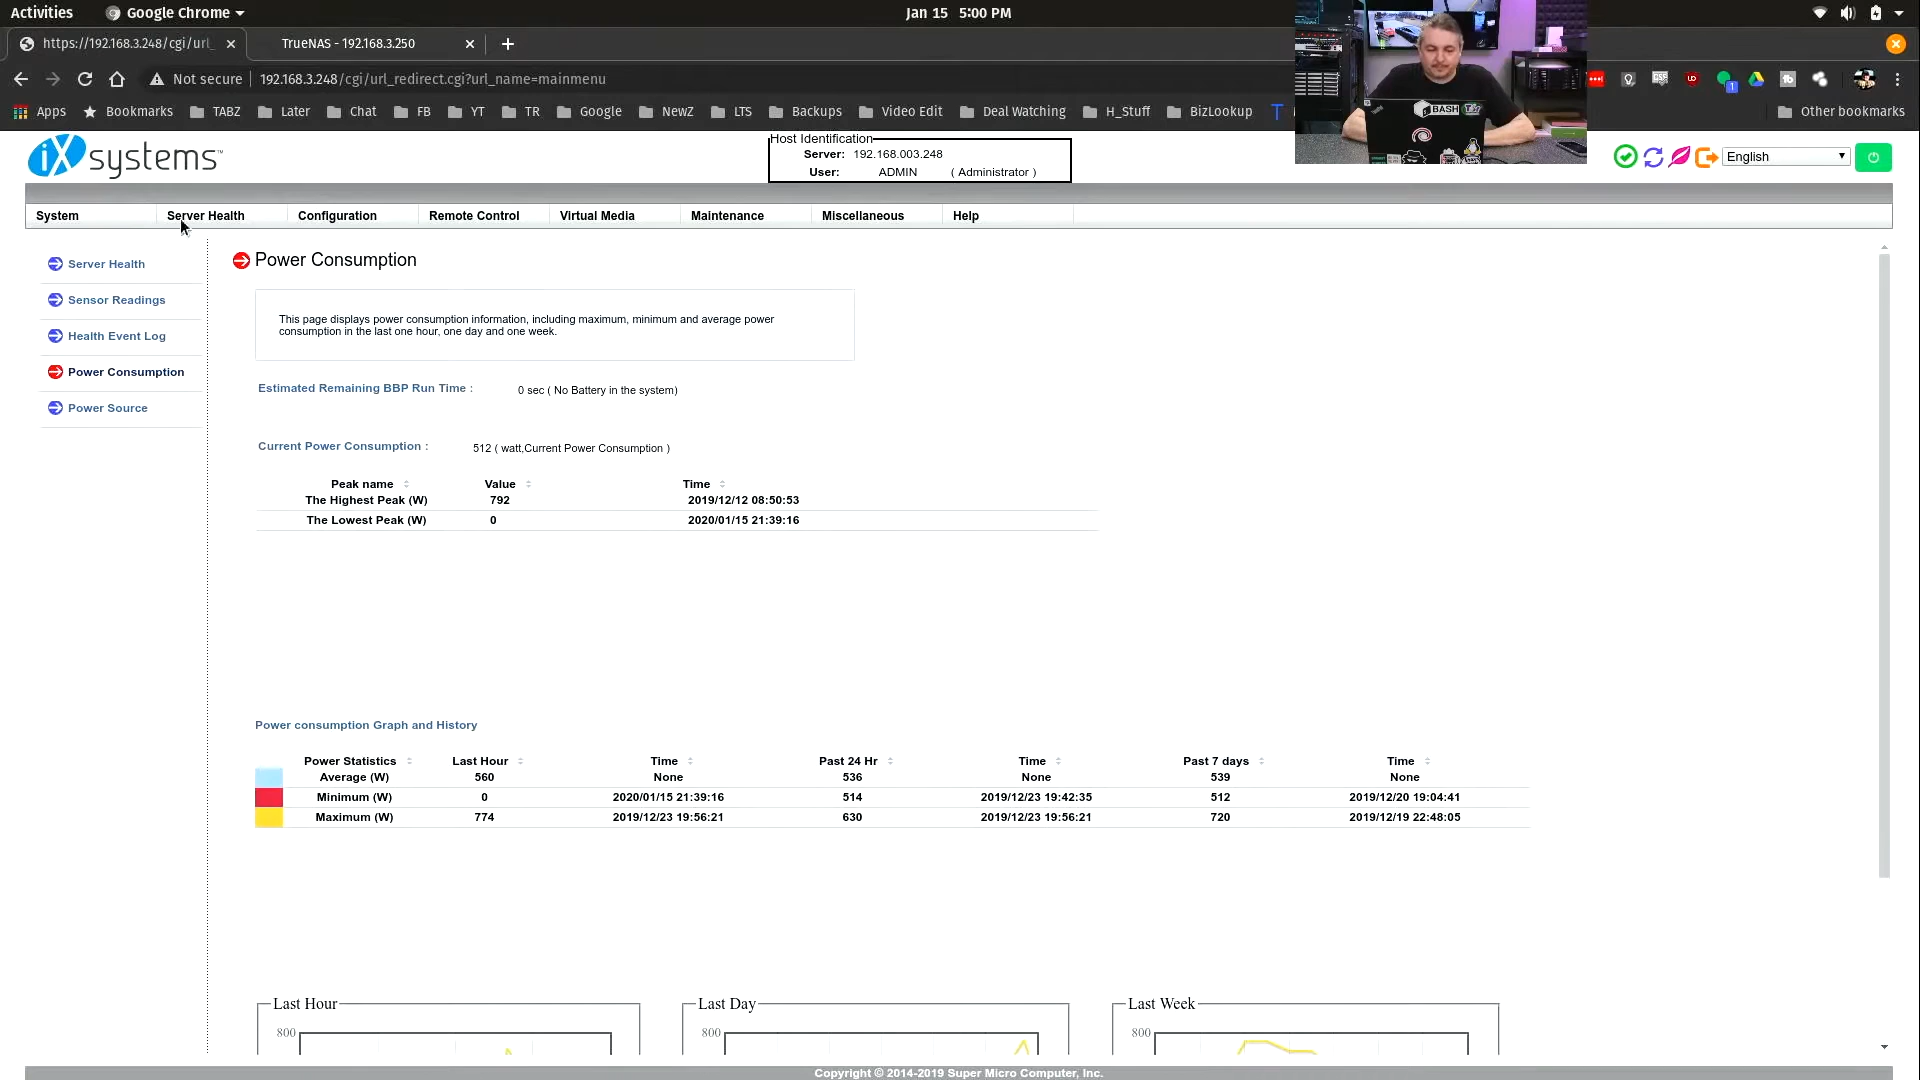 Activities
Google Chrome
Jan 15 5:00 PM
https://192.168.3.248/cgi/url_
TrueNAS - 192.168.3.250
Not secure
192.168.3.248/cgi/url_redirect.cgi?url_name=mainmenu
Apps
Bookmarks
TABZ
Later
Chat
FB
YT
TR
Google
NewZ
LTS
Backups
Video Edit
Deal Watching
H_Stuff
BizLookup
Other bookmarks
BASH
iXsystems
Host Identification
Server: 192.168.003.248
User: ADMIN ( Administrator )
English
System
Server Health
Configuration
Remote Control
Virtual Media
Maintenance
Miscellaneous
Help
Server Health
Sensor Readings
Health Event Log
Power Consumption
Power Source
Power Consumption
This page displays power consumption information, including maximum, minimum and average power
consumption in the last one hour, one day and one week.
Estimated Remaining BBP Run Time : 0 sec ( No Battery in the system)
Current Power Consumption : 512 ( watt,Current Power Consumption )
Peak name Value Time
The Highest Peak (W) 792 2019/12/12 08:50:53
The Lowest Peak (W) 0 2020/01/15 21:39:16
Power consumption Graph and History
Power Statistics Last Hour Time Past 24 Hr Time Past 7 days Time
Average (W) 560 None 536 None 539 None
Minimum (W) 0 2020/01/15 21:39:16 514 2019/12/23 19:42:35 512 2019/12/20 19:04:41
Maximum (W) 774 2019/12/23 19:56:21 630 2019/12/23 19:56:21 720 2019/12/19 22:48:05
Last Hour
800
Last Day
800
Last Week
800
Copyright © 2014-2019 Super Micro Computer, Inc.